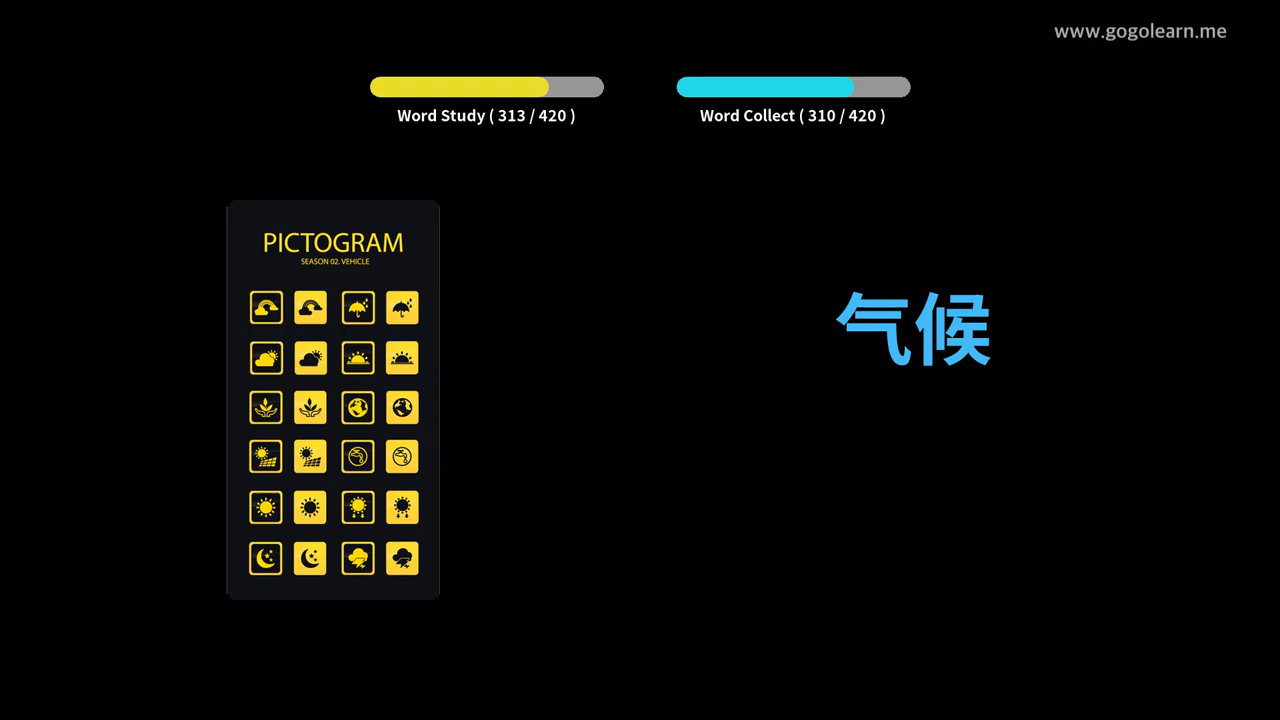 www.gogolearn.me
Word Study ( 313 / 420 )
Word Collect ( 310 / 420 )
PICTOGRAM
SEASON 02. VEHICLE
气候